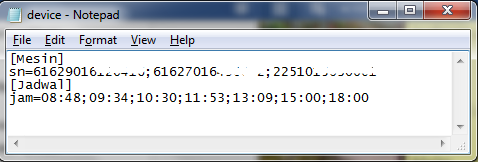 device - Notepad
File Edit Format View Help
[Mesin]
[Jadwal]
jam=08:48;09:34;10:30;11:53;13:09;15:00;18:00